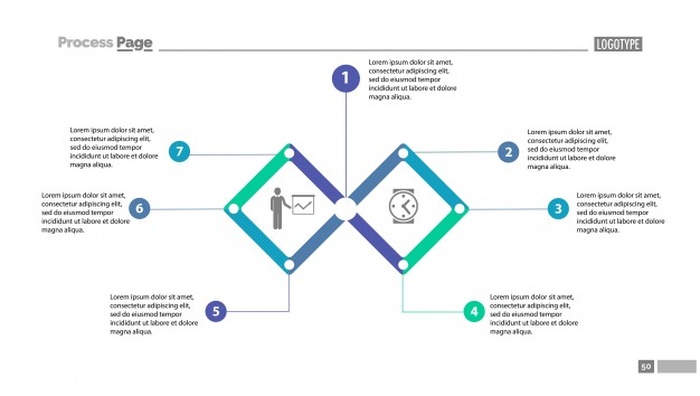 Process Page
LOGOTYPE
1
Lorem ipsum dolor sit amet,
consectetur adipiscing elit,
sed do eiusmod tempor
incididunt ut labore et dolore
magna aliqua.
2
Lorem ipsum dolor sit amet,
consectetur adipiscing elit,
sed do eiusmod tempor
incididunt ut labore et dolore
magna aliqua.
3
Lorem ipsum dolor sit amet,
consectetur adipiscing elit,
sed do eiusmod tempor
incididunt ut labore et dolore
magna aliqua.
4
Lorem ipsum dolor sit amet,
consectetur adipiscing elit,
sed do eiusmod tempor
incididunt ut labore et dolore
magna aliqua.
5
Lorem ipsum dolor sit amet,
consectetur adipiscing elit,
sed do eiusmod tempor
incididunt ut labore et dolore
magna aliqua.
6
Lorem ipsum dolor sit amet,
consectetur adipiscing elit,
sed do eiusmod tempor
incididunt ut labore et dolore
magna aliqua.
7
Lorem ipsum dolor sit amet,
consectetur adipiscing elit,
sed do eiusmod tempor
incididunt ut labore et dolore
magna aliqua.
50